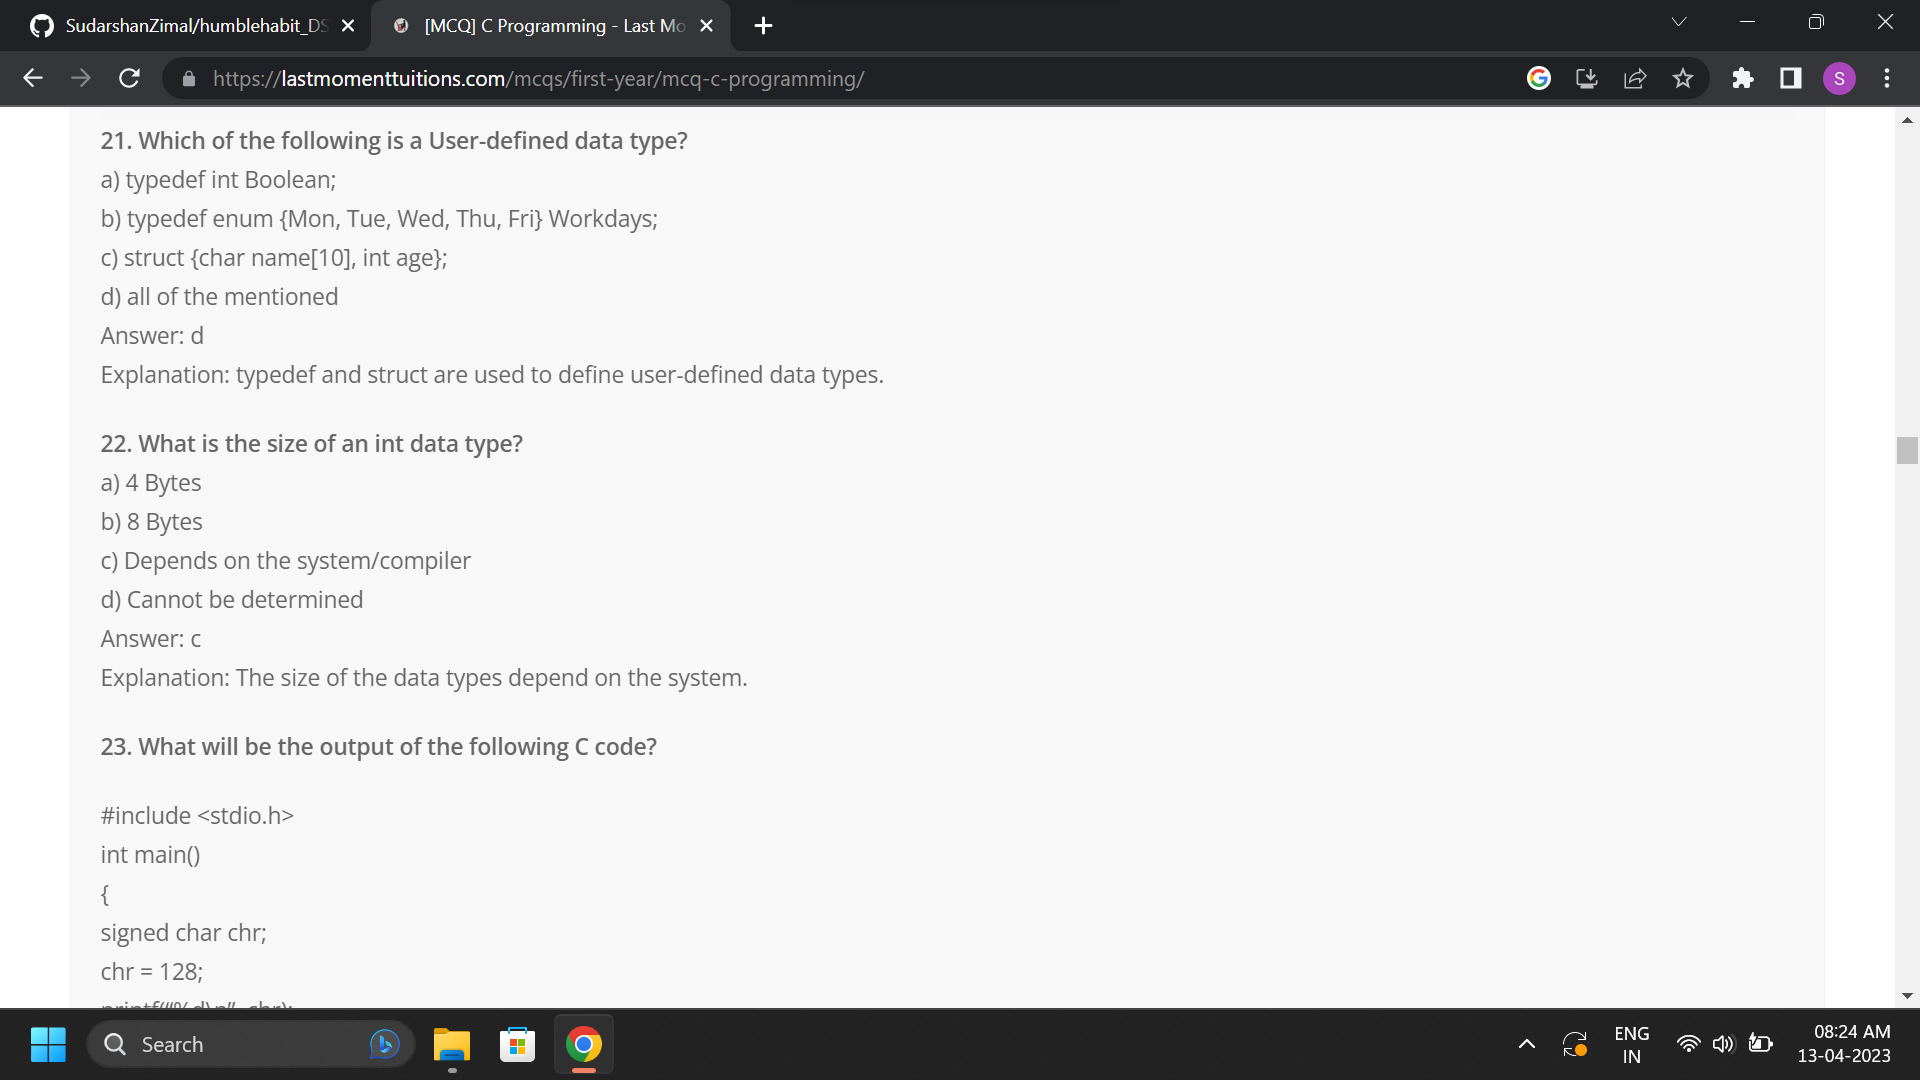 SudarshanZimal/humblehabit_DS
[MCQ] C Programming - Last Mo
https://lastmomenttuitions.com/mcqs/first-year/mcq-c-programming/
S
21. Which of the following is a User-defined data type?
a) typedef int Boolean;
b) typedef enum {Mon, Tue, Wed, Thu, Fri} Workdays;
c) struct {char name[10], int age};
d) all of the mentioned
Answer: d
Explanation: typedef and struct are used to define user-defined data types.
22. What is the size of an int data type?
a) 4 Bytes
b) 8 Bytes
c) Depends on the system/compiler
d) Cannot be determined
Answer: c
Explanation: The size of the data types depend on the system.
23. What will be the output of the following C code?
#include <stdio.h>
int main()
{
signed char chr;
chr = 128;
printf(“%d\n”, chr);
Search
ENG
IN
08:24 AM
13-04-2023